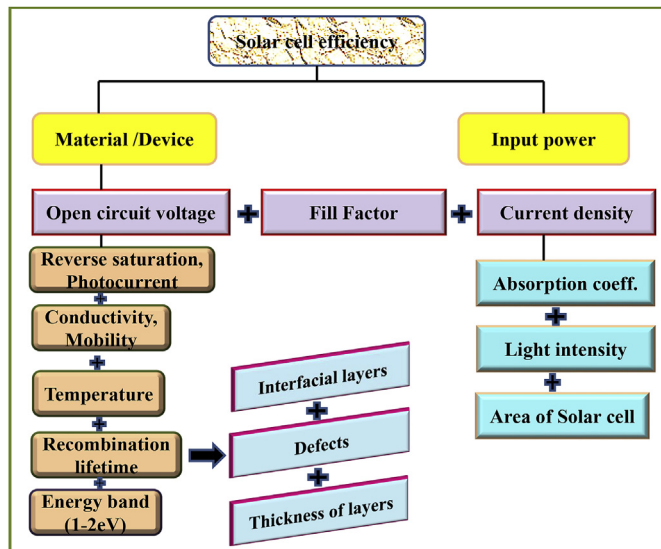 Solar cell efficiency
Material /Device
Input power
Open circuit voltage
Fill Factor
Current density
Reverse saturation,
Photocurrent
Conductivity,
Mobility
Temperature
Recombination
lifetime
Energy band
(1-2eV)
Interfacial layers
Defects
Thickness of layers
Absorption coeff.
Light intensity
Area of Solar cell